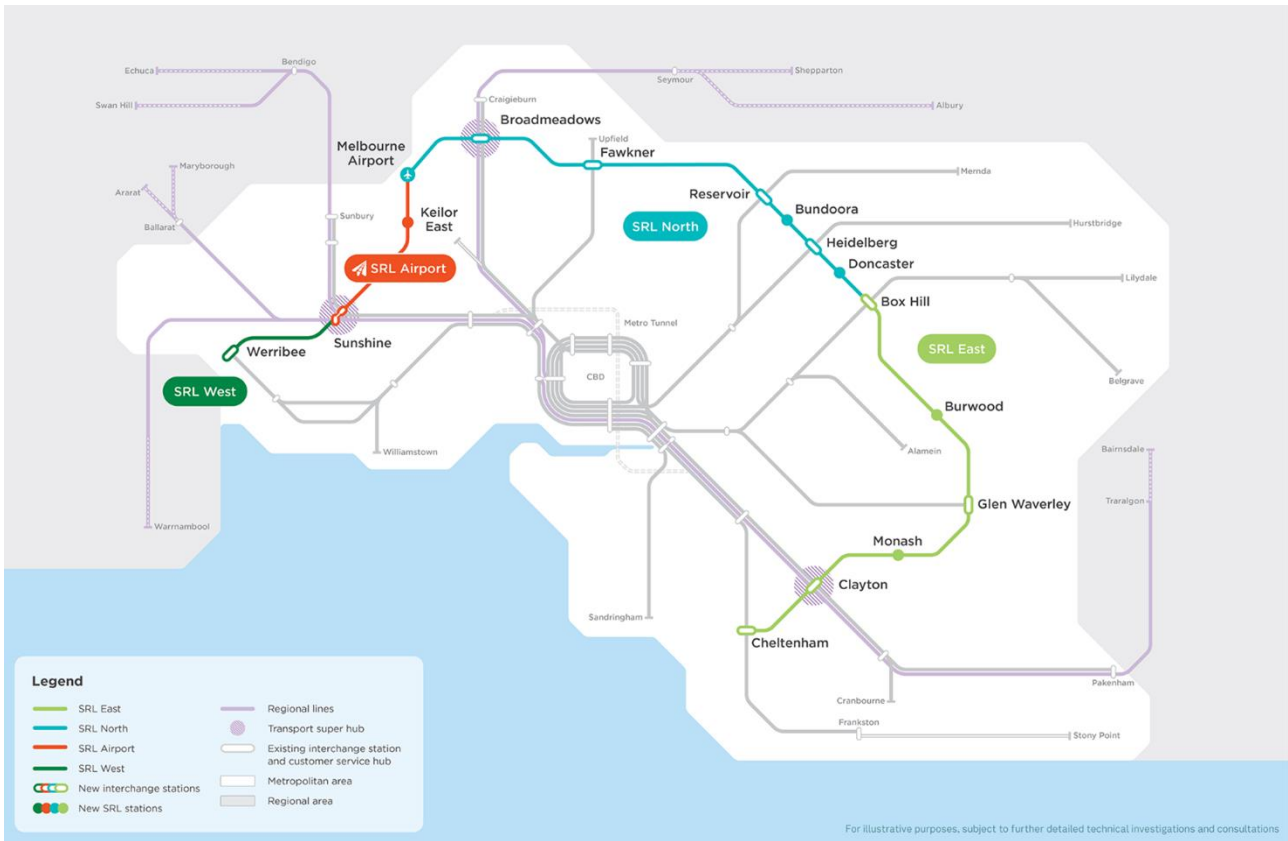 Echuca
Bendigo
Swan Hill
Seymour
Shepparton
Albury
Craigieburn
Broadmeadows
Melbourne
Airport
Upfield
Fawkner
Maryborough
Ararat
Ballarat
Sunbury
Keilor
East
SRL North
Reservoir
Mernda
Bundoora
Hurstbridge
Heidelberg
Doncaster
SRL Airport
Lilydale
Box Hill
Metro Tunnel
Sunshine
Werribee
SRL East
CBD
SRL West
Belgrave
Burwood
Williamstown
Alamein
Bairnsdale
Traralgon
Glen Waverley
Warrnambool
Monash
Clayton
Sandringham
Cheltenham
Pakenham
Cranbourne
Frankston
Stony Point
Legend
SRL East
SRL North
SRL Airport
SRL West
New interchange stations
New SRL stations
Regional lines
Transport super hub
Existing interchange station
and customer service hub
Metropolitan area
Regional area
For illustrative purposes, subject to further detailed technical investigations and consultations